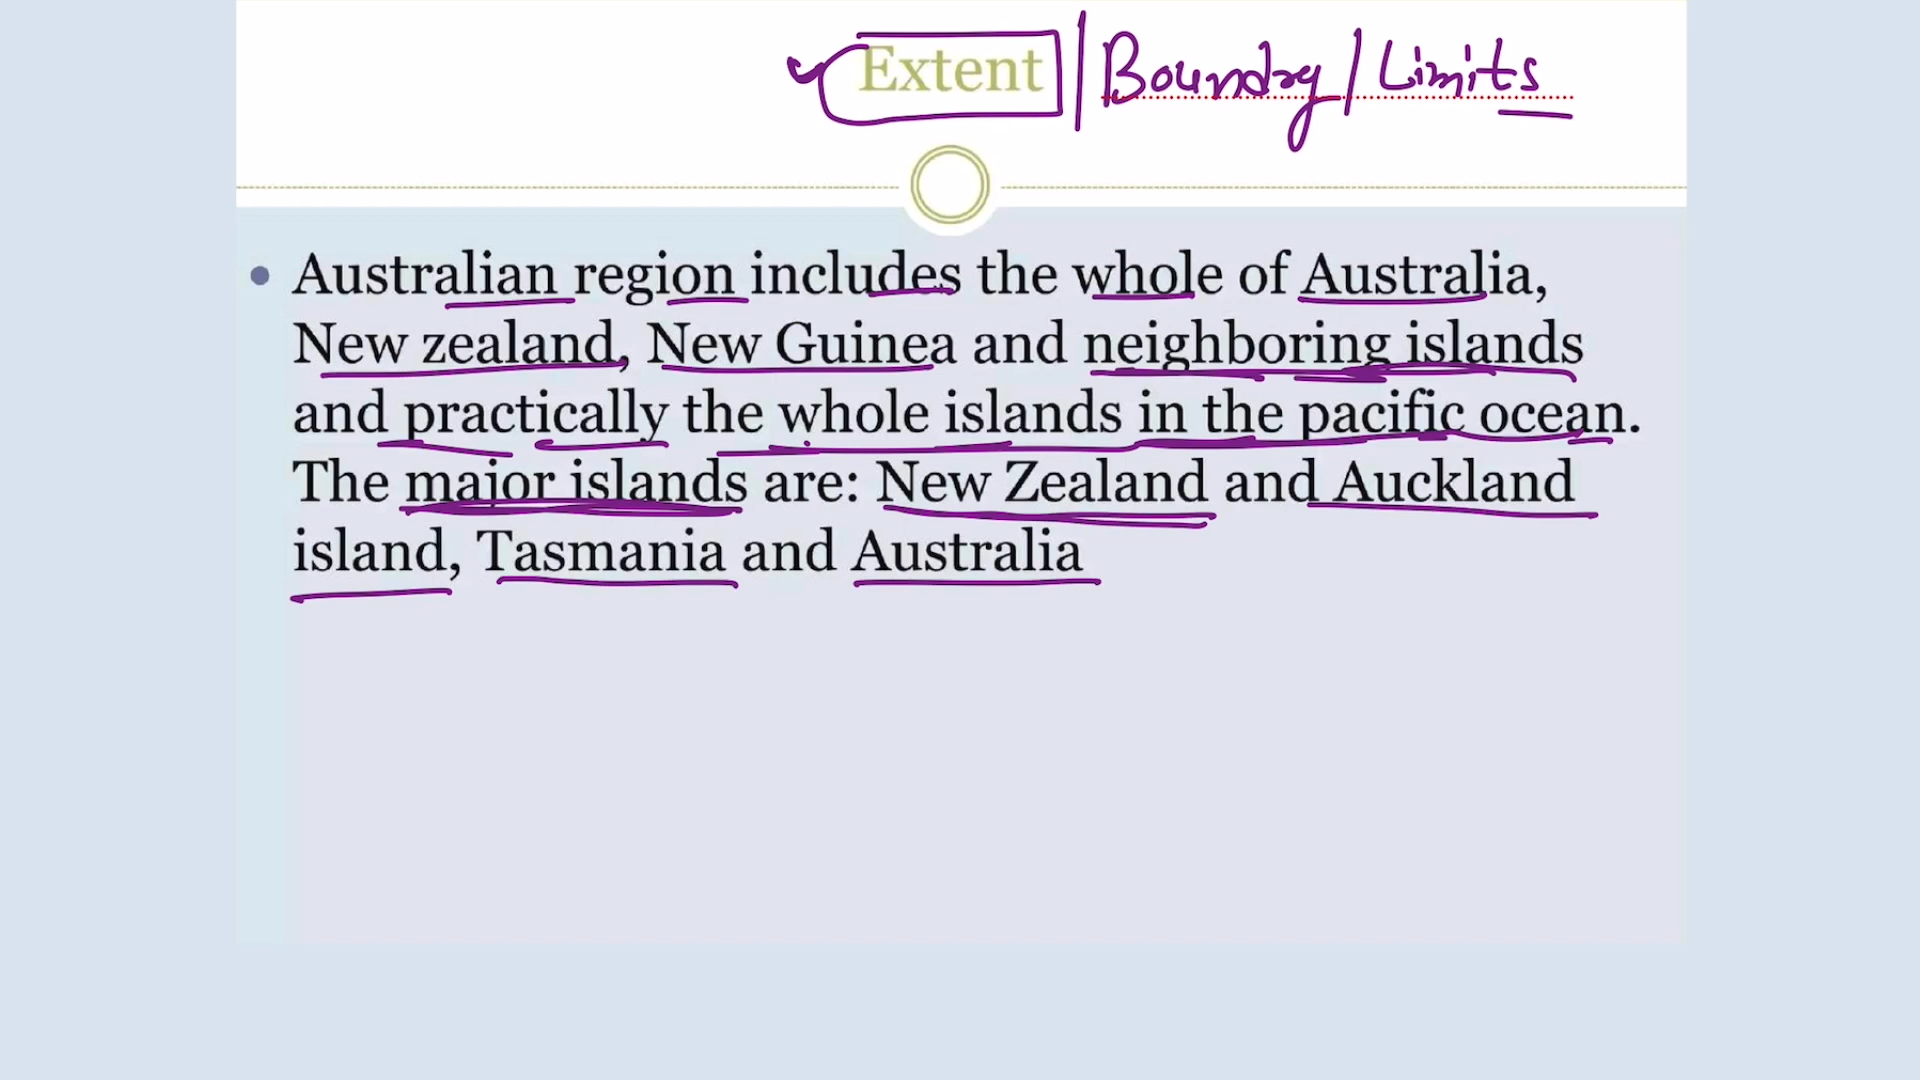 Extent | Boundry / Limits
Australian region includes the whole of Australia,
New zealand, New Guinea and neighboring islands
and practically the whole islands in the pacific ocean.
The major islands are: New Zealand and Auckland
island, Tasmania and Australia